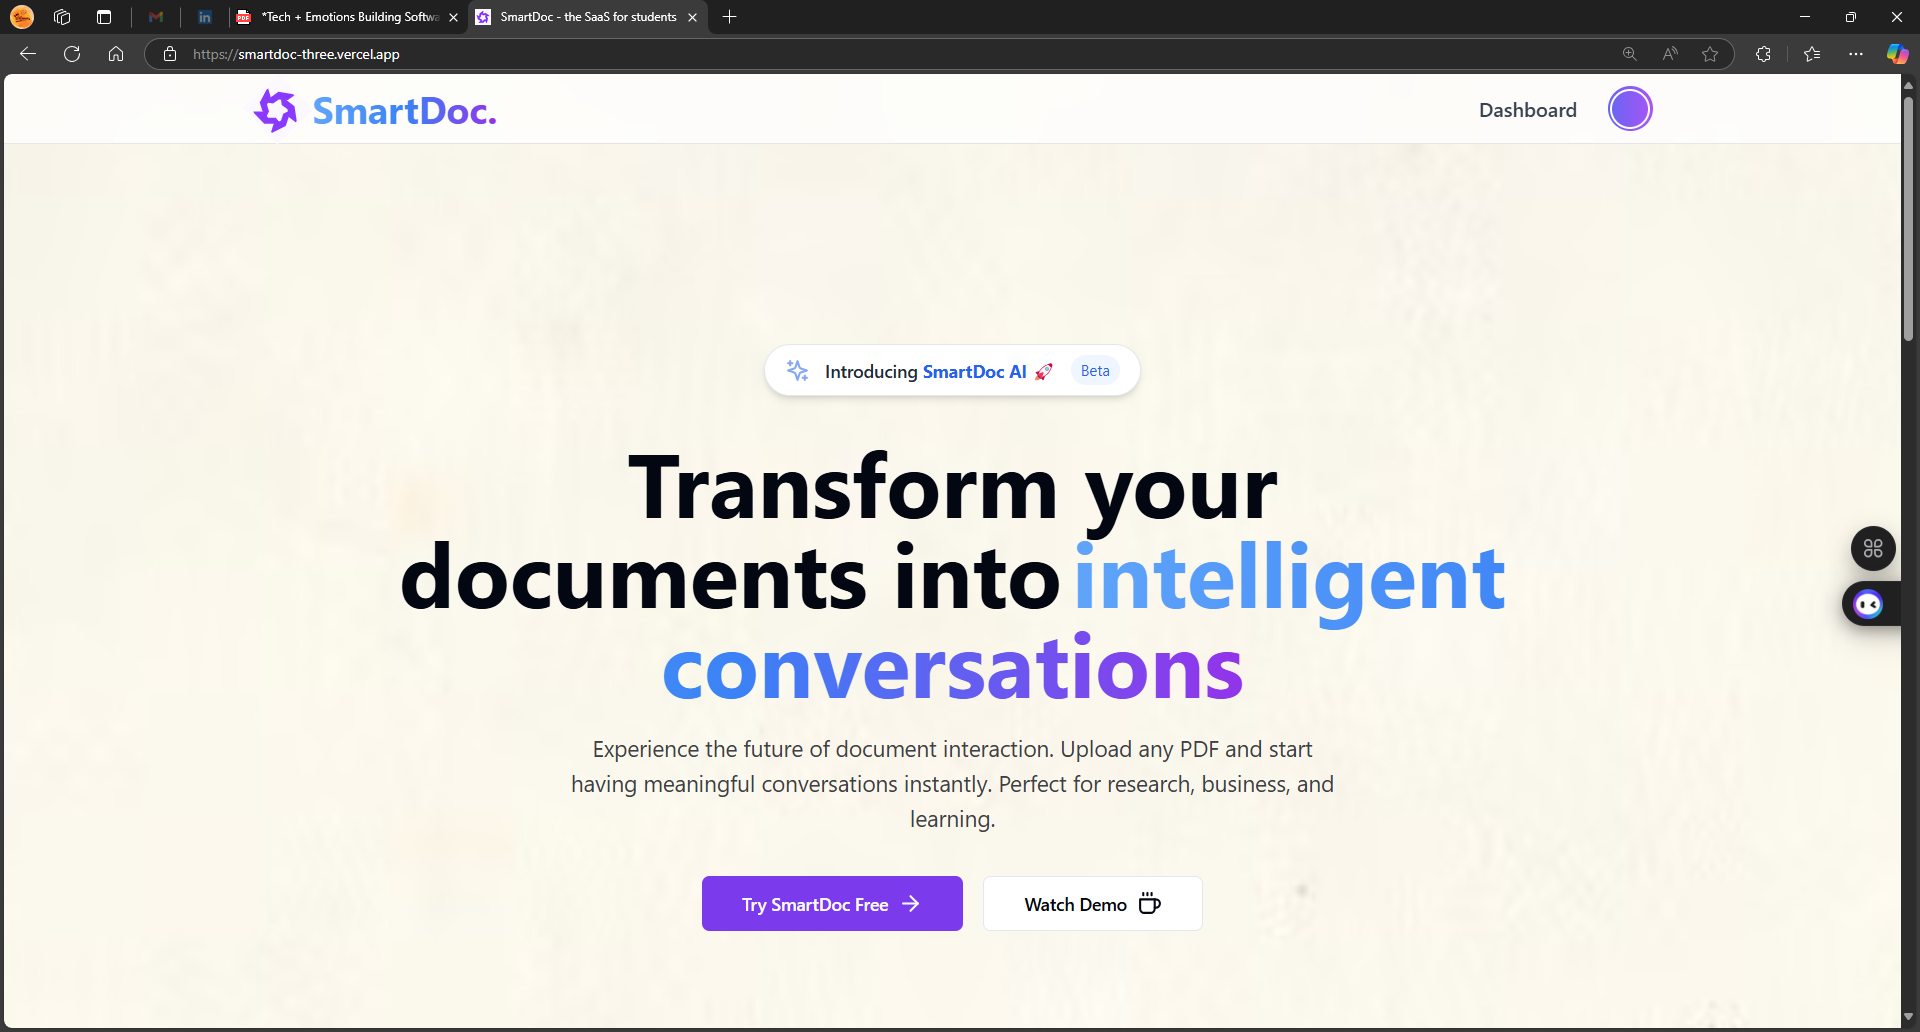 *Tech + Emotions Building Softwa
SmartDoc - the SaaS for students
https://smartdoc-three.vercel.app
SmartDoc.
Dashboard
Introducing SmartDoc AI 🚀 Beta
Transform your
documents into intelligent
conversations
Experience the future of document interaction. Upload any PDF and start
having meaningful conversations instantly. Perfect for research, business, and
learning.
Try SmartDoc Free →
Watch Demo